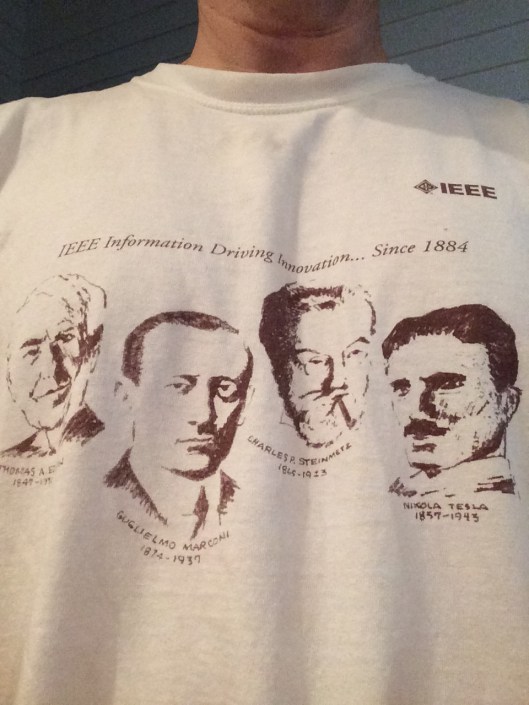 IEEE
IEEE Information Driving Innovation... Since 1884
THOMAS A.
1847-
GUGLIELMO MARCONI
1874-1937
CHARLES P. STEINMETZ
1865-1923
NIKOLA TESLA
1857-1943